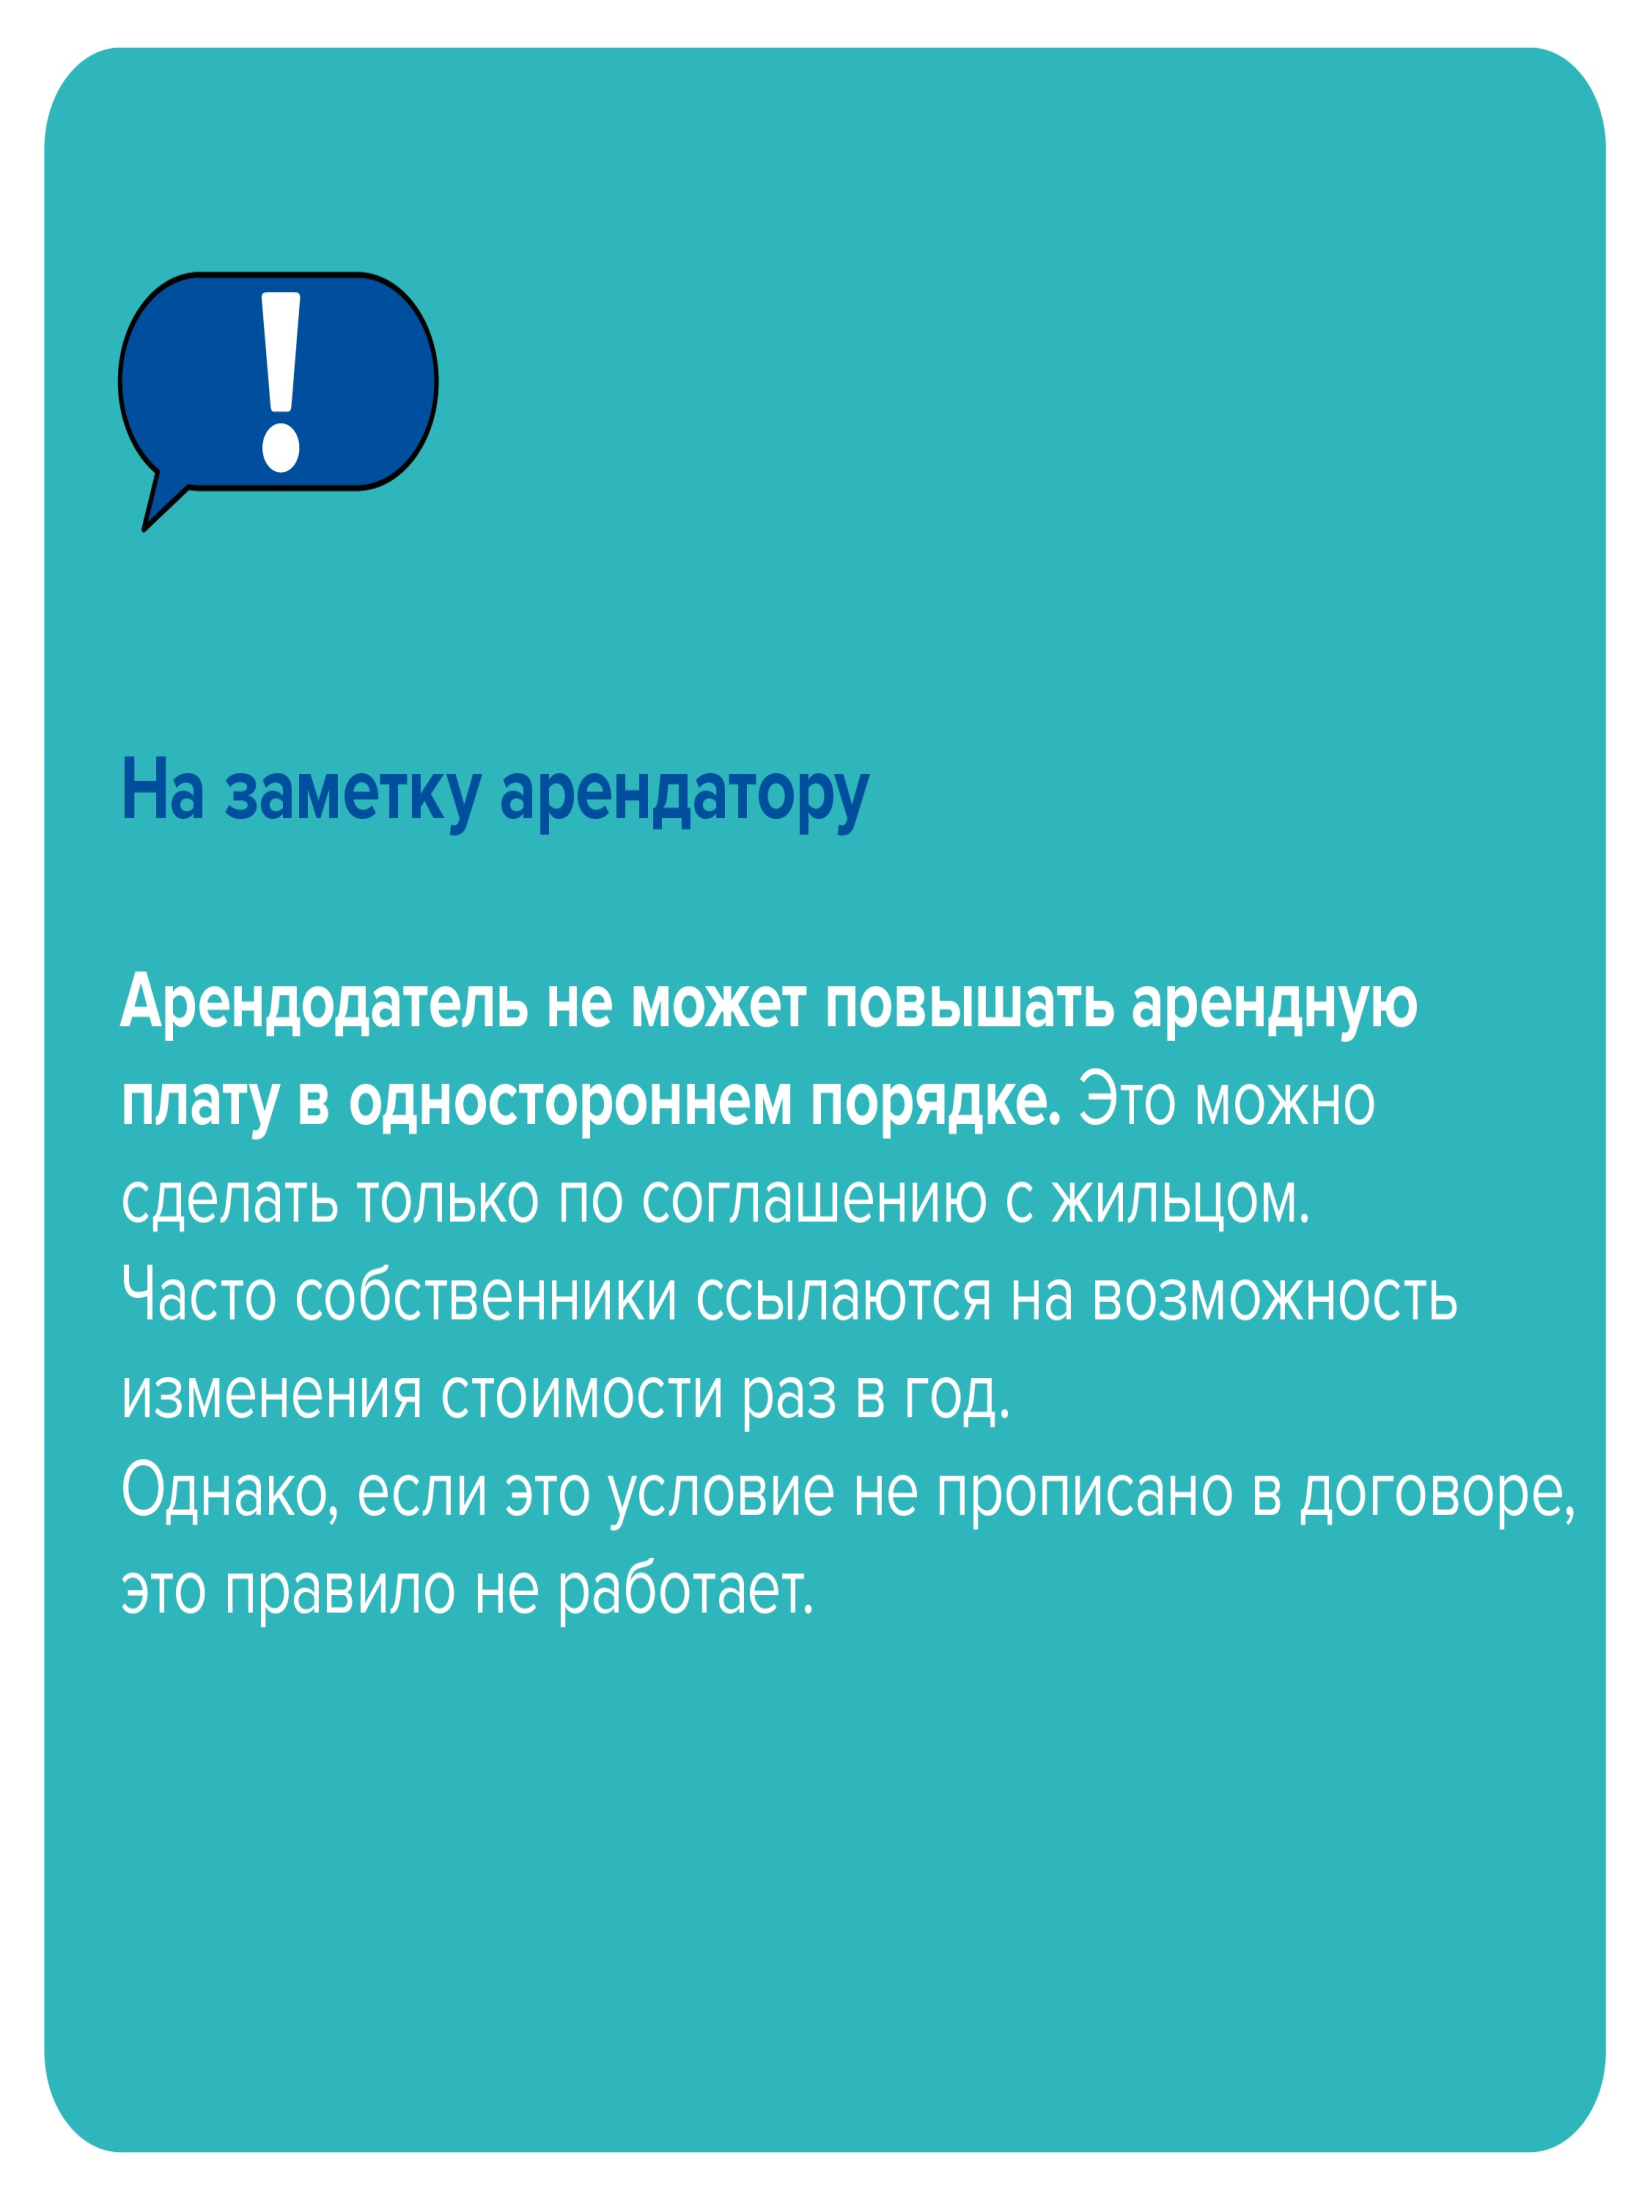 !
На заметку арендатору
Арендодатель не может повышать арендную
плату в одностороннем порядке. Это можно
сделать только по соглашению с жильцом.
Часто собственники ссылаются на возможность
изменения стоимости раз в год.
Однако, если это условие не прописано в договоре,
это правило не работает.